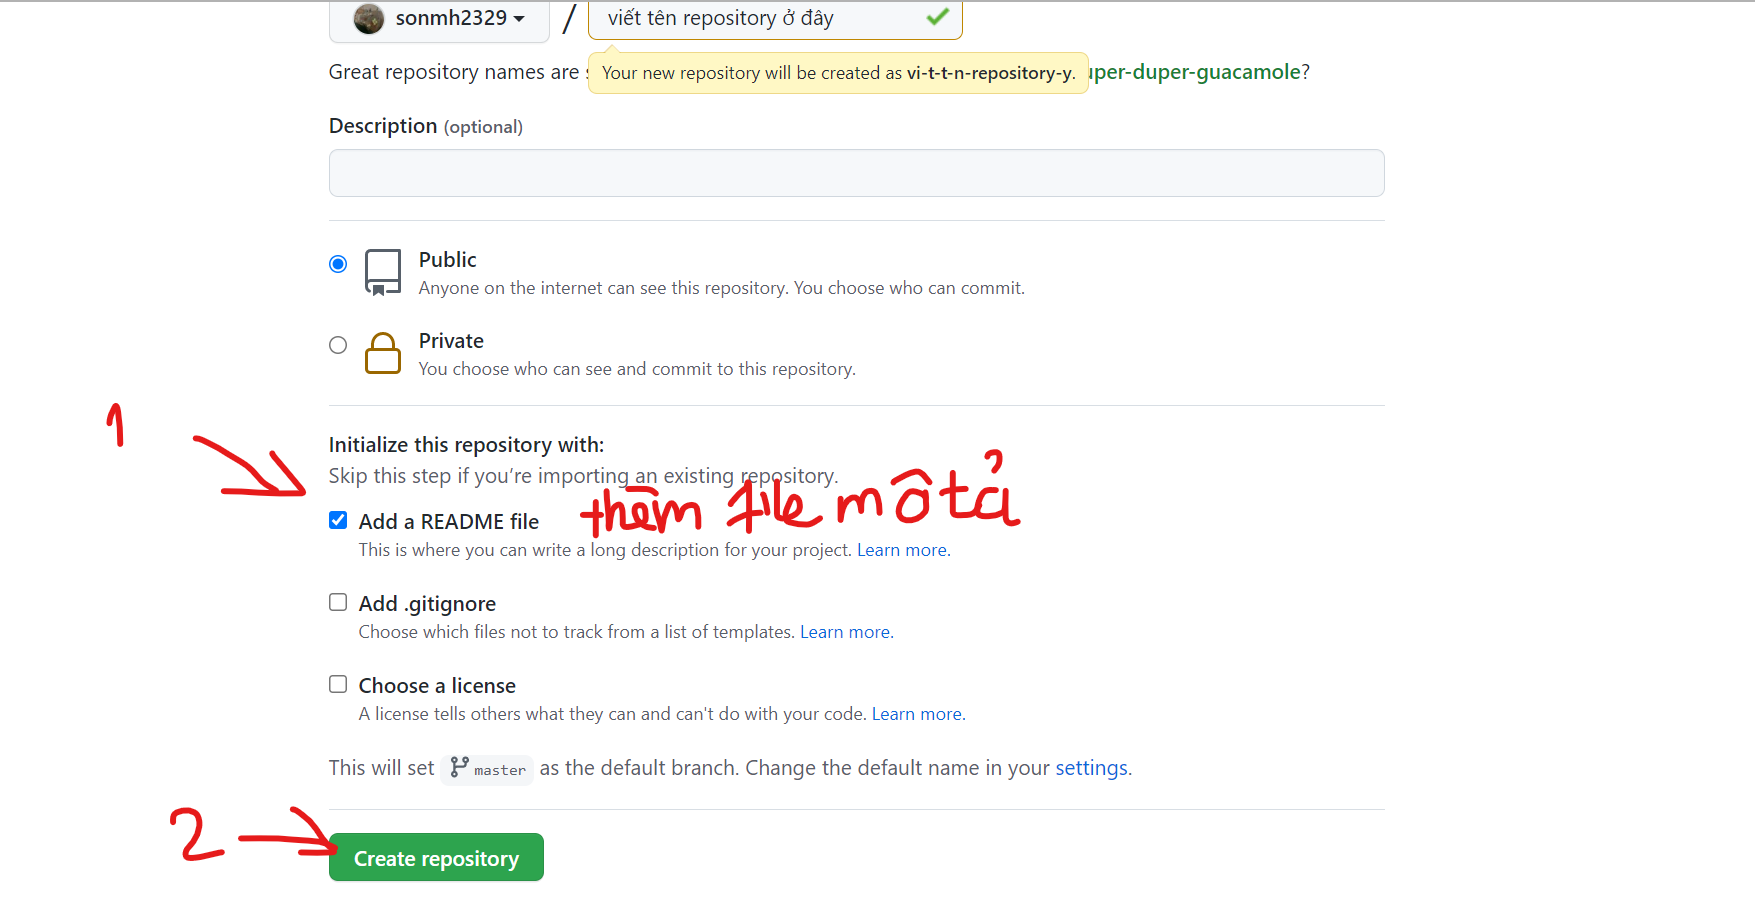 sonmh2329 / viết tên repository ở đây
Great repository names are
Your new repository will be created as vi-t-t-n-repository-y.
uper-duper-guacamole?
Description (optional)
Public
Anyone on the internet can see this repository. You choose who can commit.
Private
You choose who can see and commit to this repository.
1
Initialize this repository with:
Skip this step if you're importing an existing repository.
thêm file mô tả
Add a README file
This is where you can write a long description for your project. Learn more.
Add .gitignore
Choose which files not to track from a list of templates. Learn more.
Choose a license
A license tells others what they can and can't do with your code. Learn more.
This will set master as the default branch. Change the default name in your settings.
2
Create repository